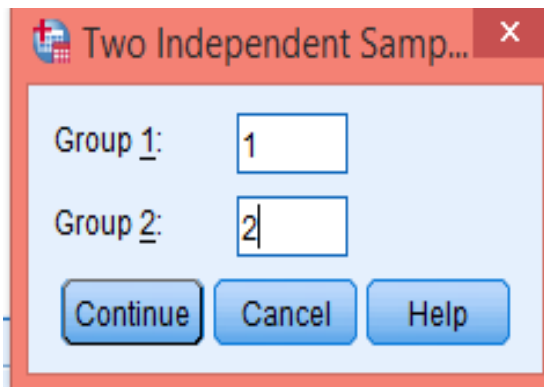 Two Independent Samp...
x
Group 1: 1
Group 2: 2
Continue Cancel Help